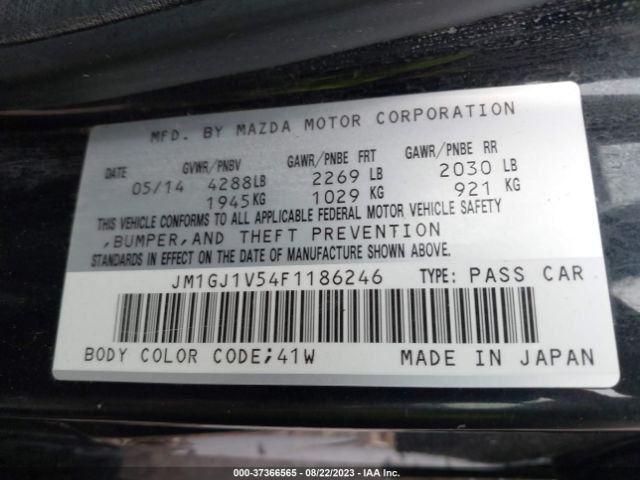 MFD. BY MAZDA MOTOR CORPORATION
DATE GVWR/PNBV GAWR/PNBE FRT GAWR/PNBE RR
05/14 4288LB 2269 LB 2030 LB
1945KG 1029 KG 921 KG
THIS VEHICLE CONFORMS TO ALL APPLICABLE FEDERAL MOTOR VEHICLE SAFETY
,BUMPER,AND THEFT PREVENTION
STANDARDS IN EFFECT ON THE DATE OF MANUFACTURE SHOWN ABOVE.
JM1GJ1V54F1186246 TYPE: PASS CAR
BODY COLOR CODE;41W MADE IN JAPAN
000-37366565 - 08/22/2023 - IAA Inc.